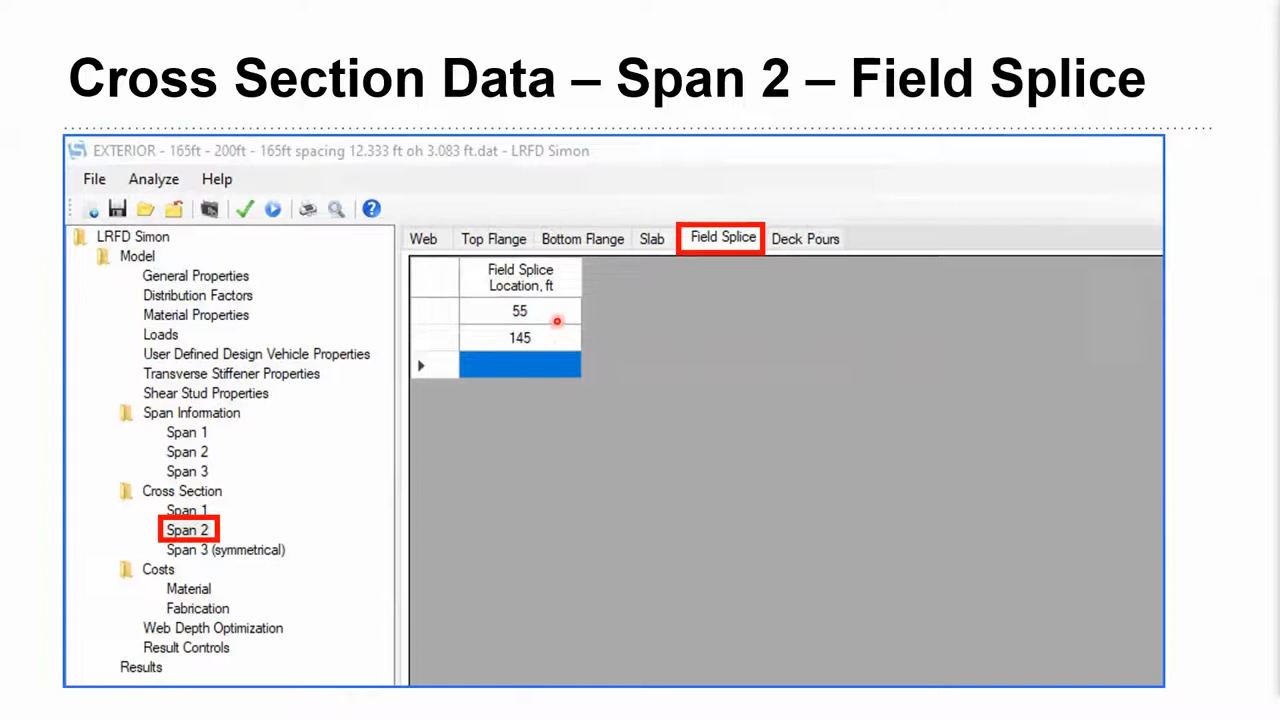 Cross Section Data – Span 2 – Field Splice
EXTERIOR - 165ft - 200ft - 165ft spacing 12.333 ft oh 3.083 ft.dat - LRFD Simon
File Analyze Help
LRFD Simon
Model
General Properties
Distribution Factors
Material Properties
Loads
User Defined Design Vehicle Properties
Transverse Stiffener Properties
Shear Stud Properties
Span Information
Span 1
Span 2
Span 3
Cross Section
Span 1
Span 2
Span 3 (symmetrical)
Costs
Material
Fabrication
Web Depth Optimization
Result Controls
Results
Web Top Flange Bottom Flange Slab Field Splice Deck Pours
Field Splice
Location, ft
55
145